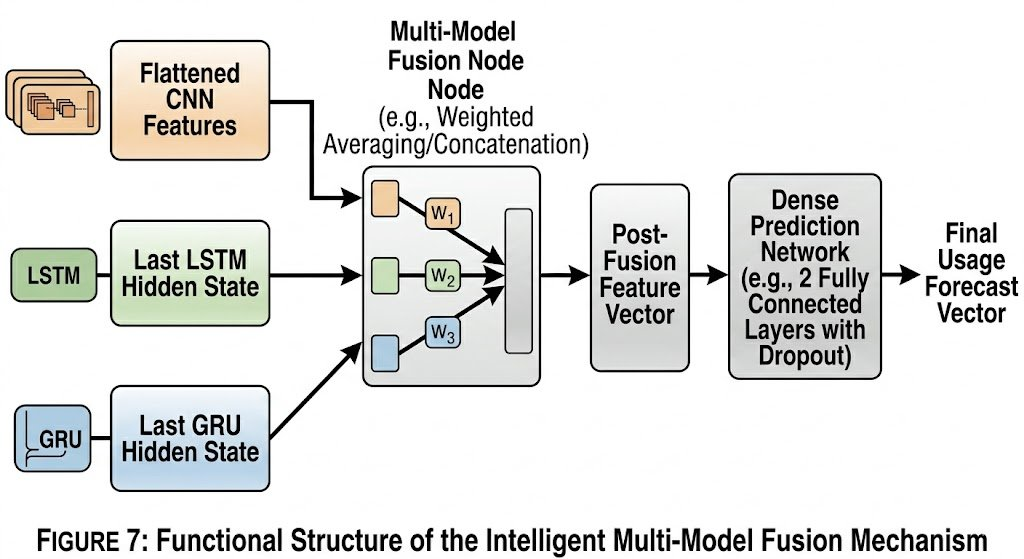 Flattened
CNN
Features
Multi-Model
Fusion Node
Node
(e.g., Weighted
Averaging/Concatenation)
LSTM
Last LSTM
Hidden State
GRU
Last GRU
Hidden State
W1
W2
W3
Post-
Fusion
Feature
Vector
Dense
Prediction
Network
(e.g., 2 Fully
Connected
Layers with
Dropout)
Final
Usage
Forecast
Vector
FIGURE 7: Functional Structure of the Intelligent Multi-Model Fusion Mechanism